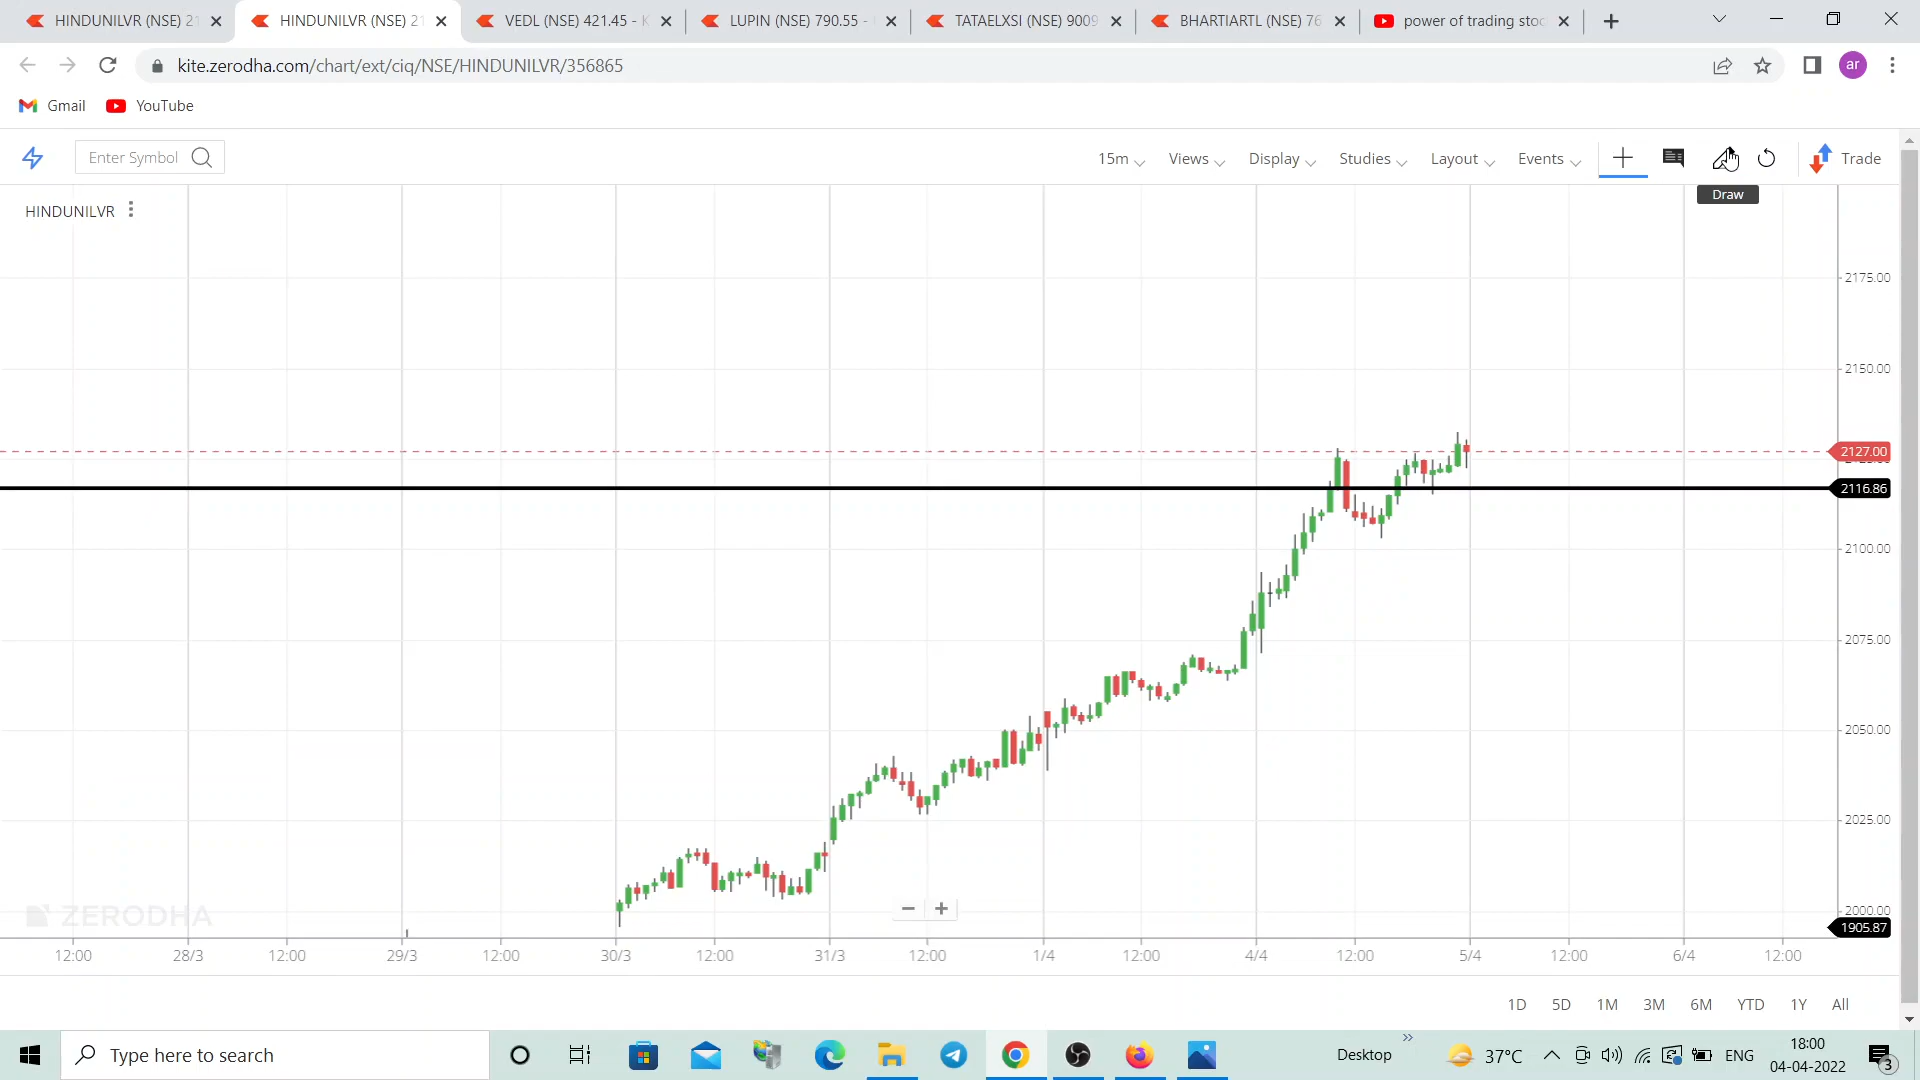 HINDUNILVR (NSE) 21
HINDUNILVR (NSE) 21
VEDL (NSE) 421.45 - K
LUPIN (NSE) 790.55 -
TATAELXSI (NSE) 9009
BHARTIARTL (NSE) 76
power of trading stoc
kite.zerodha.com/chart/ext/ciq/NSE/HINDUNILVR/356865
ar
Gmail
YouTube
Enter Symbol
15m
Views
Display
Studies
Layout
Events
Trade
Draw
HINDUNILVR
2175.00
2150.00
2127.00
2116.86
2100.00
2075.00
2050.00
2025.00
2000.00
1905.87
ZERODHA
12:00
28/3
12:00
29/3
12:00
30/3
12:00
31/3
12:00
1/4
12:00
4/4
12:00
5/4
12:00
6/4
12:00
1D
5D
1M
3M
6M
YTD
1Y
All
Type here to search
Desktop
37°C
ENG
18:00
04-04-2022
3